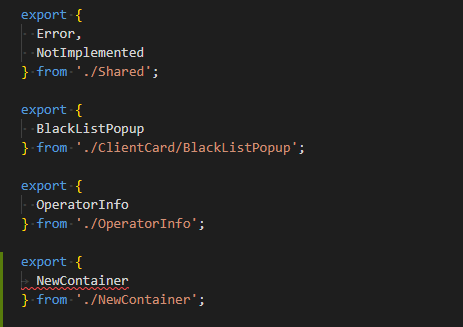 export {
  Error,
  NotImplemented
} from './Shared';

export {
  BlackListPopup
} from './ClientCard/BlackListPopup';

export {
  OperatorInfo
} from './OperatorInfo';

export {
  NewContainer
} from './NewContainer';